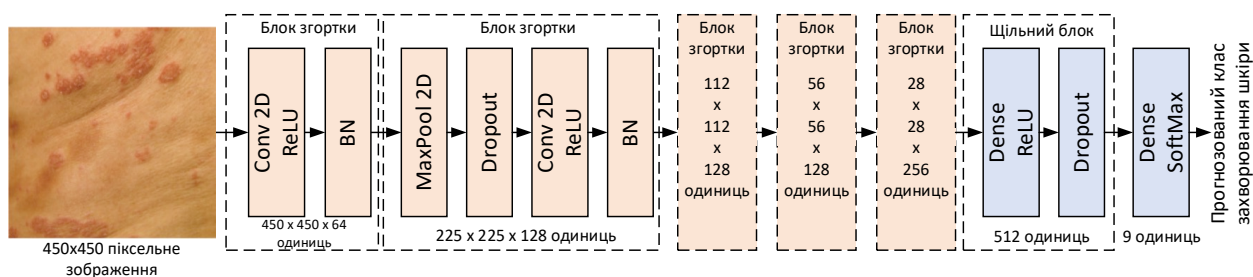 450x450 піксельне
зображення
Блок згортки
Conv 2D
ReLU
BN
450 x 450 x 64
одиниць
Блок згортки
MaxPool 2D
Dropout
Conv 2D
ReLU
BN
225 x 225 x 128 одиниць
Блок
згортки
112
x
112
x
128
одиниць
Блок
згортки
56
x
56
x
128
одиниць
Блок
згортки
28
x
28
x
256
одиниць
Щільний блок
Dense
ReLU
Dropout
512 одиниць
Dense
SoftMax
9 одиниць
Прогнозований клас
захворювання шкіри